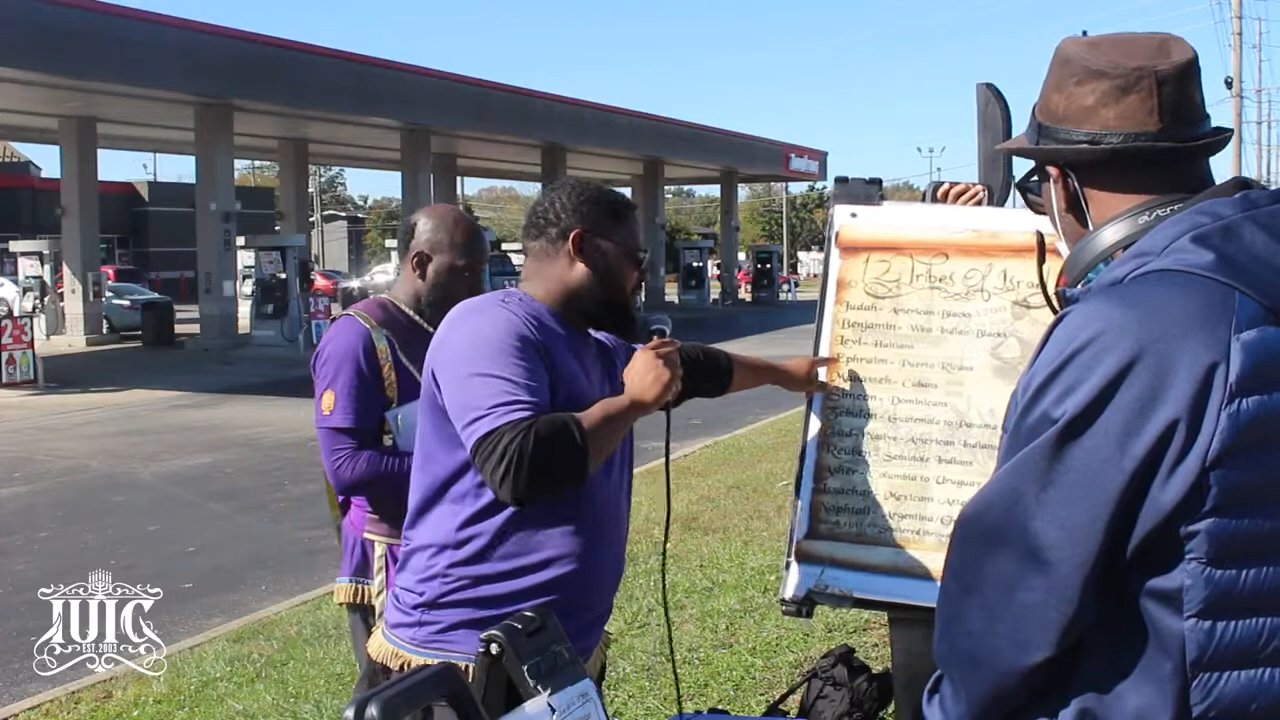 12 Tribes Of Isra
Judah- American Blacks
Benjamin- West Indian Blacks
Levi- Haitians
Ephraim- Puerto Ricans
Manasseh- Cubans
Simeon- Dominicans
Zebulon- Guatemala to Panama
Gad- Native-American Indians
Reuben- Seminole Indians
Asher- Columbia to Uruguay
Issachar- Mexicans
Naphtali- Argentina
2-3
IUIC
EST. 2003